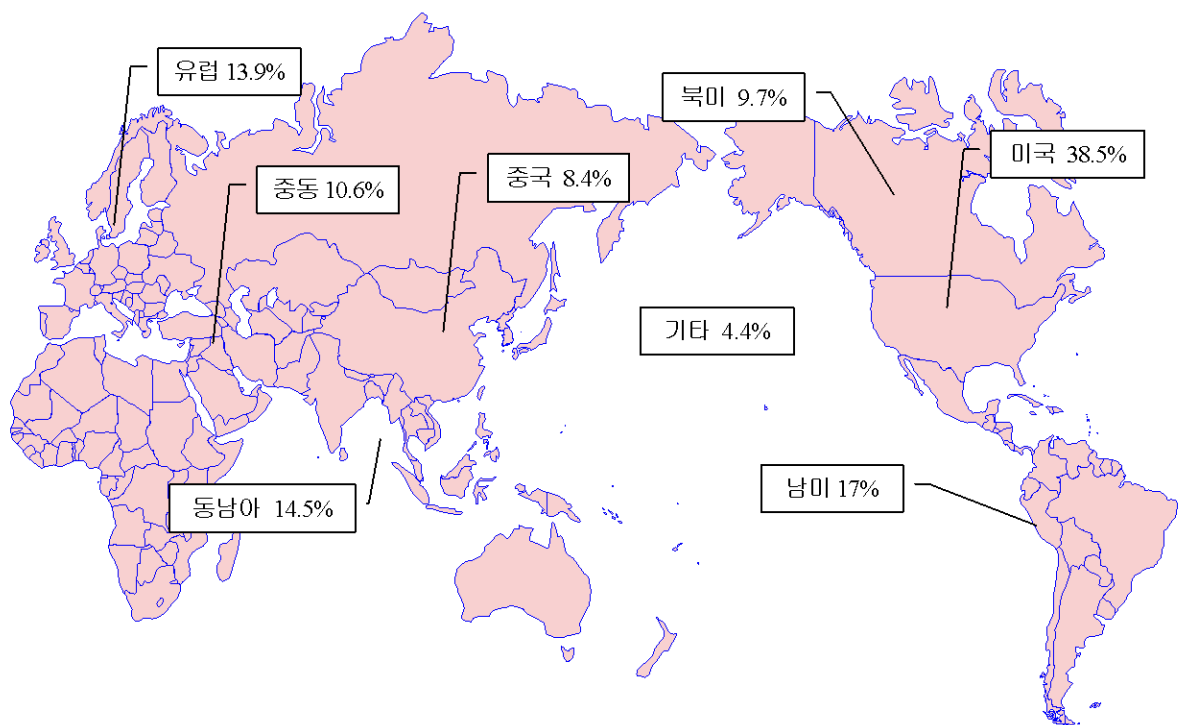 유럽 13.9%
북미 9.7%
미국 38.5%
중동 10.6%
중국 8.4%
기타 4.4%
동남아 14.5%
남미 17%